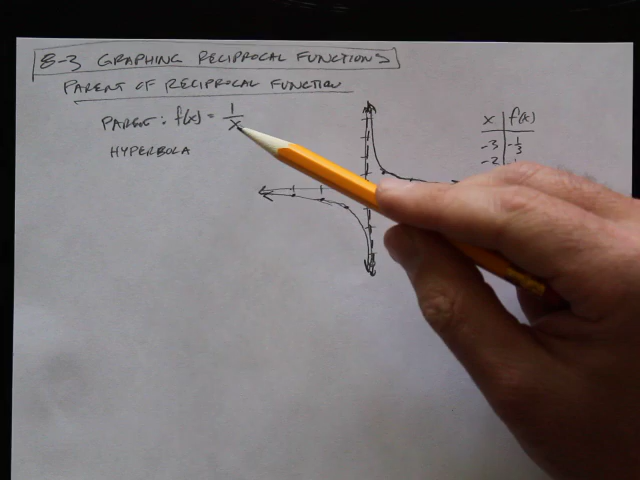 8-3 GRAPHING RECIPROCAL FUNCTIONS
PARENT OF RECIPROCAL FUNCTION
PARENT: f(x) = 1/x
HYPERBOLA
x f(x)
-3 -1/3
-2